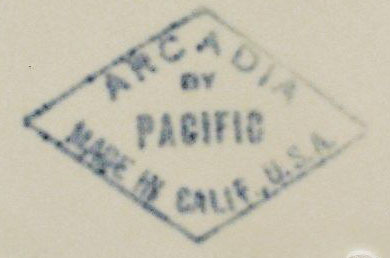 ARCADIA
BY
PACIFIC
MADE IN CALIF., U.S.A.